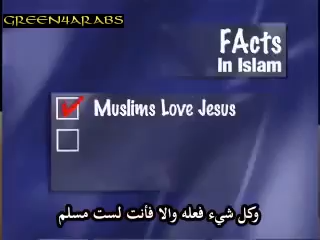 GREEN4ARABS
FActs
In Islam
Muslims Love Jesus
وكل شيء فعله والا فأنت لست مسلم